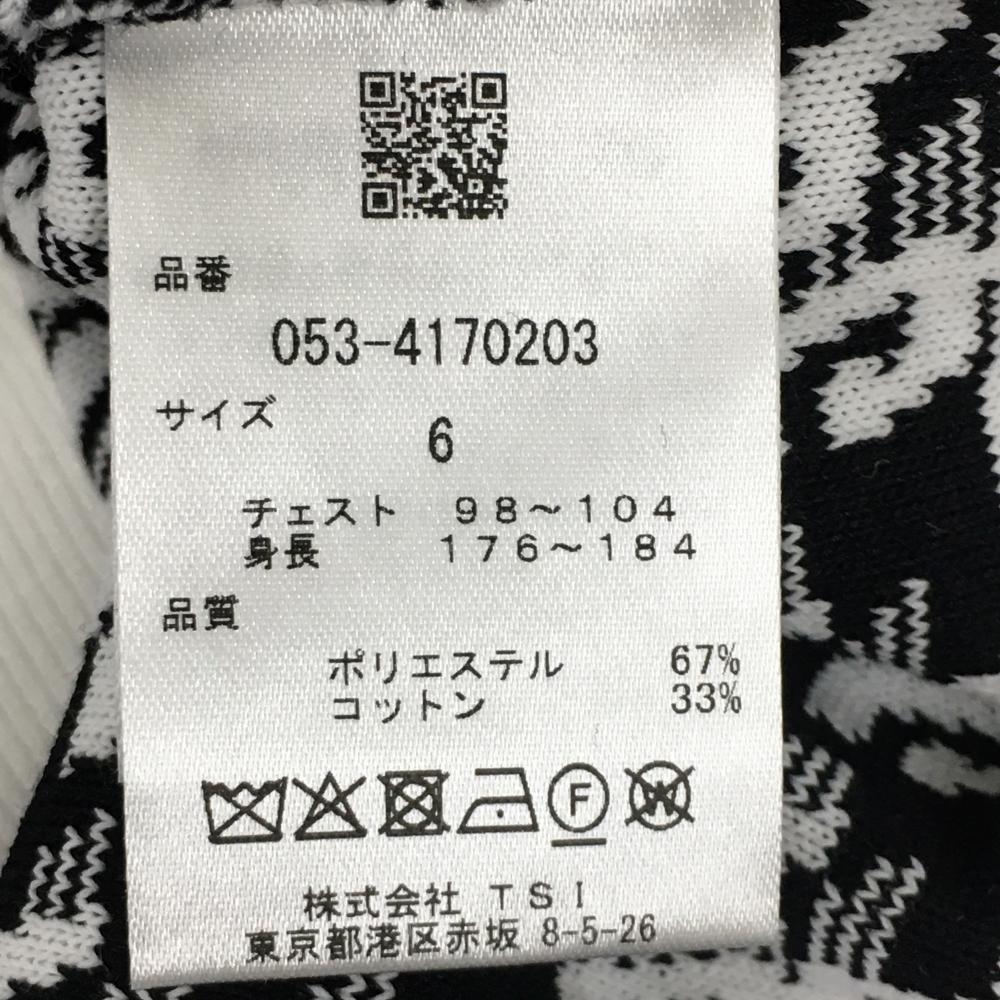 品番
053-4170203
サイズ
6
チェスト 98～104
身長 176～184
品質
ポリエステル 67%
コットン 33%
F W
株式会社 TSI
東京都港区赤坂 8-5-26